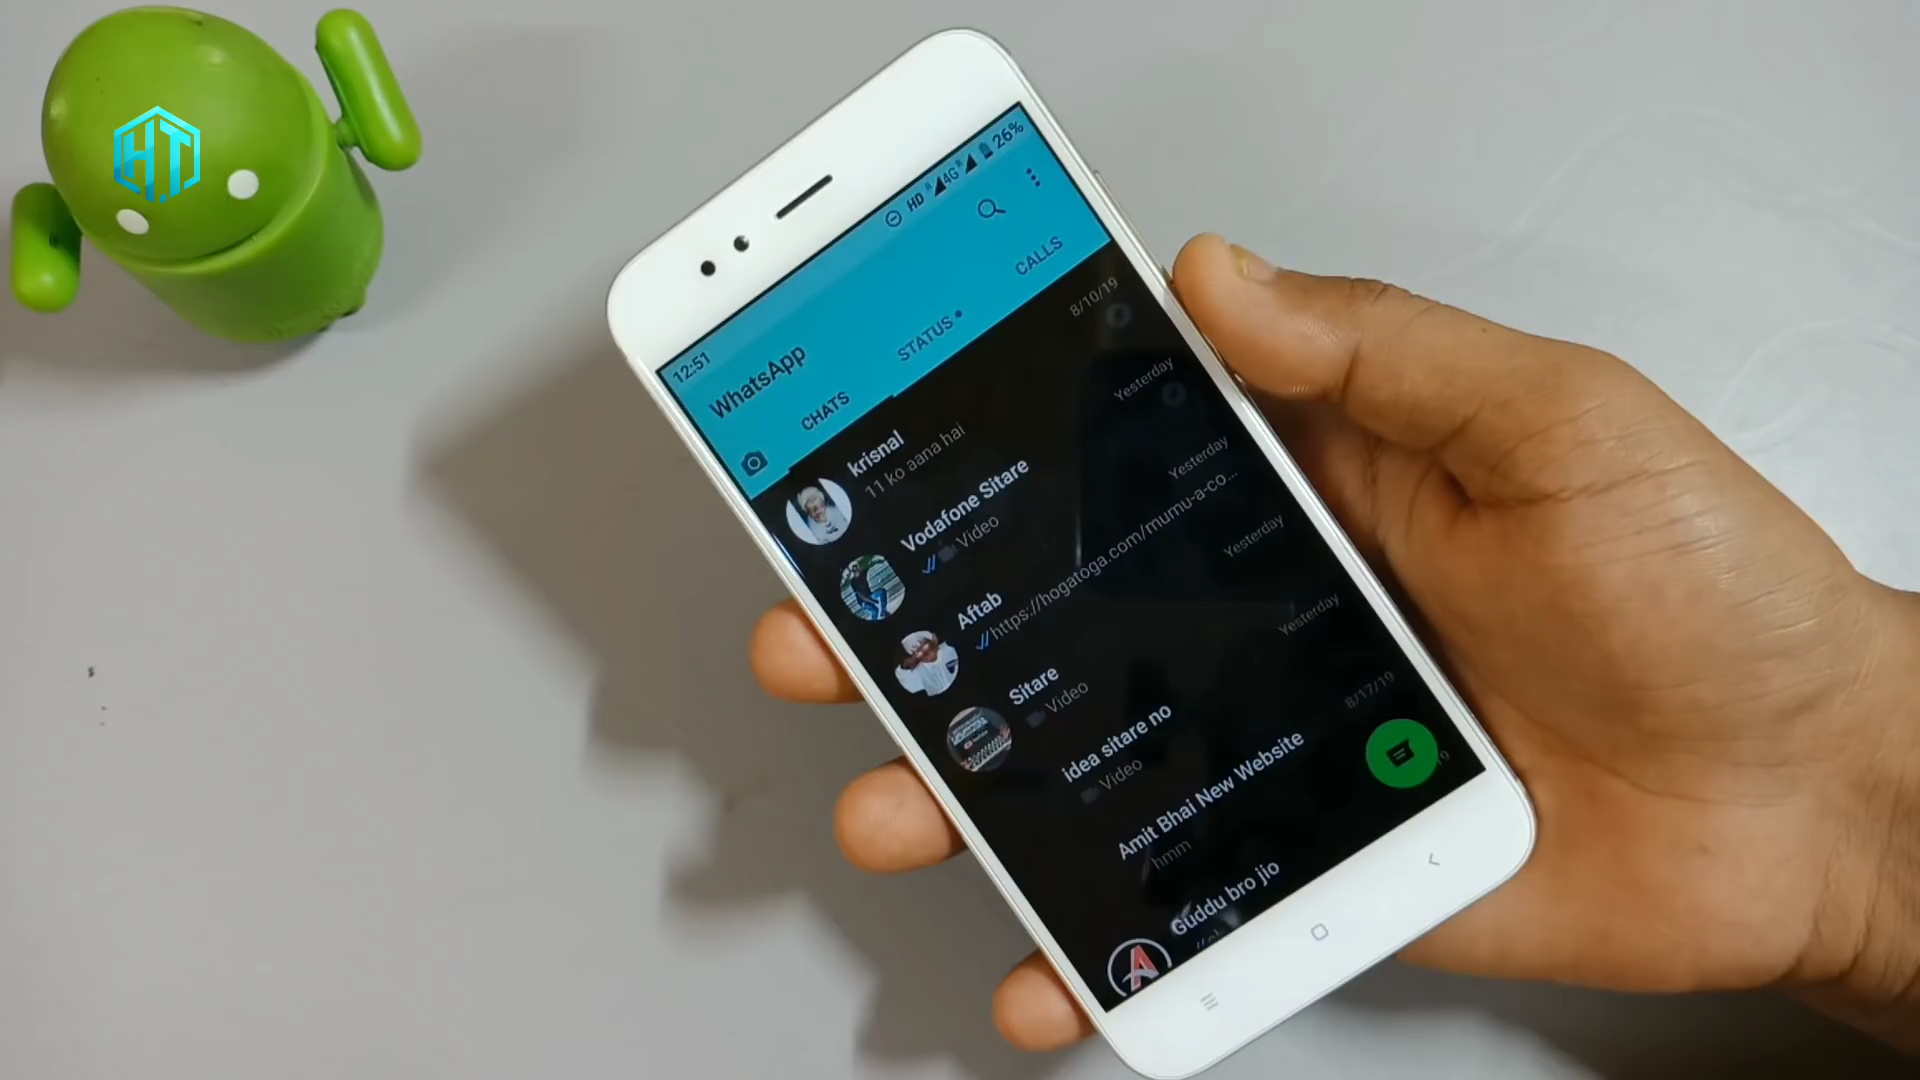 H.T
12:51
HD R 4G R 26%
WhatsApp
CHATS
STATUS
CALLS
krisnal
8/10/19
11 ko aana hai
Vodafone Sitare
Yesterday
Video
Aftab
Yesterday
https://hogatoga.com/mumu-a-co...
Sitare
Yesterday
Video
idea sitare no
Yesterday
Video
Amit Bhai New Website
8/17/19
hmm
Guddu bro jio
19
A